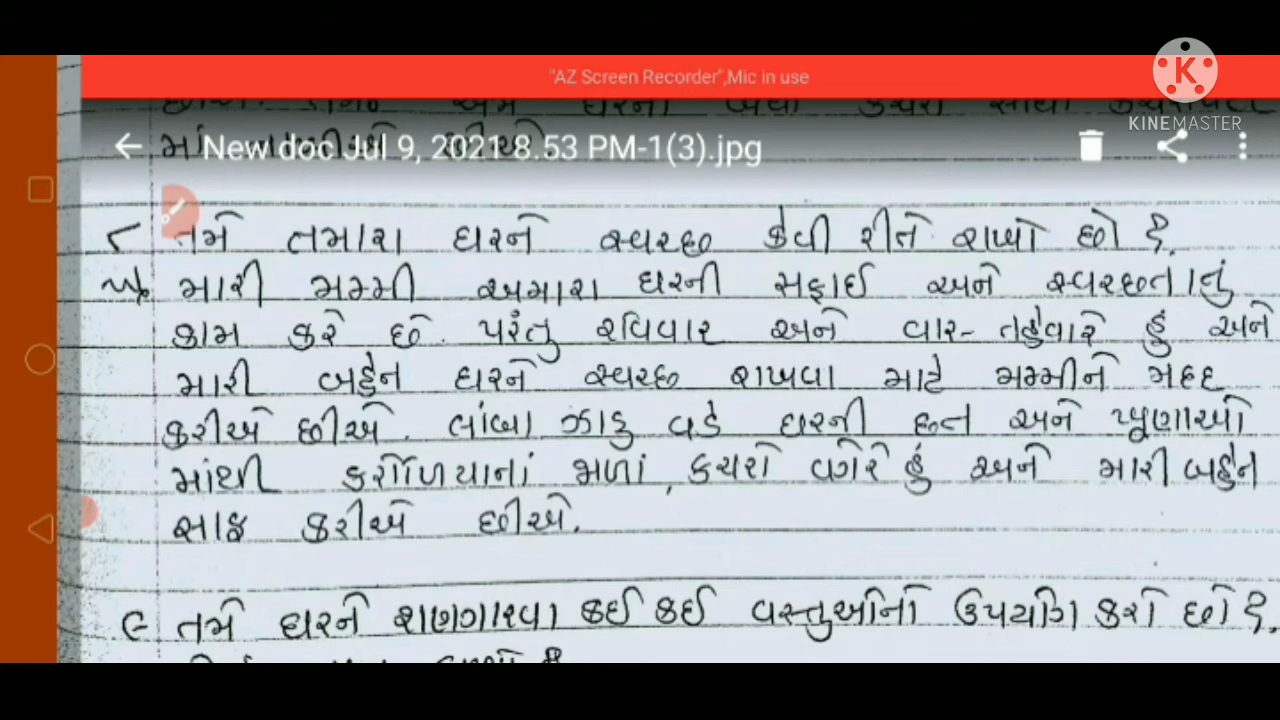 "AZ Screen Recorder",Mic in use
KINEMASTER
New doc Jul 9, 2021 8.53 PM-1(3).jpg
૮ તમે તમારા ઘરને સ્વચ્છ કેવી રીતે રાખો છો ?
મારી મમ્મી અમારા ઘરની સફાઈ અને સ્વચ્છતાનું
કામ કરે છે. પરંતુ રવિવાર અને વાર-તહેવારે હું અને
મારી બહેન ઘરને સ્વચ્છ રાખવા માટે મમ્મીને મદદ
કરીએ છીએ. લાંબા ઝાડુ વડે ઘરની છત અને ખૂણાઓ
માંથી કરોળિયાનાં જાળાં, કચરો વગેરે હું અને મારી બહેન
સાફ કરીએ છીએ.
૯ તમે ઘરને શણગારવા કઈ કઈ વસ્તુઓનો ઉપયોગ કરો છો ?